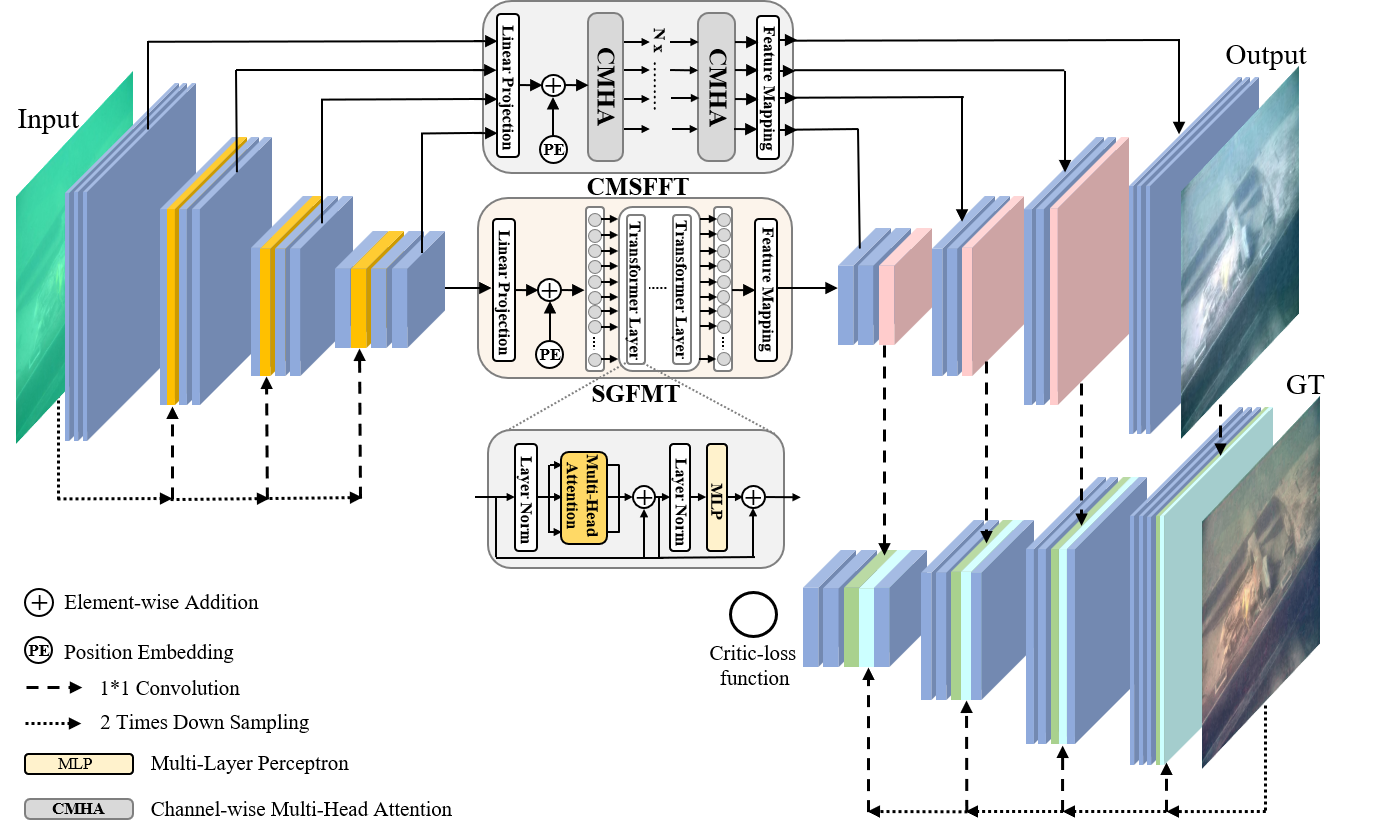 Input
Linear Projection
PE
CMHA
N x
......
CMHA
Feature Mapping
CMSFFT
Output
Linear Projection
PE
...
Transformer Layer
.....
Transformer Layer
...
Feature Mapping
SGFMT
GT
Layer Norm
Multi-Head
Attention
Layer Norm
MLP
Element-wise Addition
PE
Position Embedding
1*1 Convolution
2 Times Down Sampling
MLP
Multi-Layer Perceptron
CMHA
Channel-wise Multi-Head Attention
Critic-loss
function